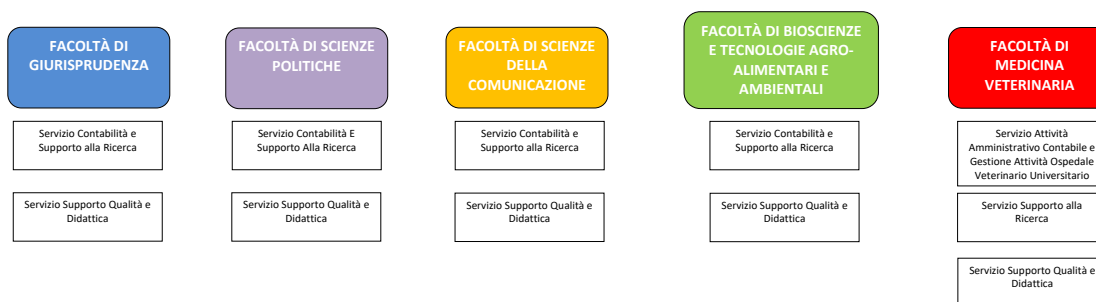 FACOLTÀ DI
GIURISPRUDENZA
Servizio Contabilità e
Supporto alla Ricerca
Servizio Supporto Qualità e
Didattica
FACOLTÀ DI SCIENZE
POLITICHE
Servizio Contabilità E
Supporto Alla Ricerca
Servizio Supporto Qualità e
Didattica
FACOLTÀ DI SCIENZE
DELLA
COMUNICAZIONE
Servizio Contabilità e
Supporto alla Ricerca
Servizio Supporto Qualità e
Didattica
FACOLTÀ DI BIOSCIENZE
E TECNOLOGIE AGRO-
ALIMENTARI E
AMBIENTALI
Servizio Contabilità e
Supporto alla Ricerca
Servizio Supporto Qualità e
Didattica
FACOLTÀ DI
MEDICINA
VETERINARIA
Servizio Attività
Amministrativo Contabile e
Gestione Attività Ospedale
Veterinario Universitario
Servizio Supporto alla
Ricerca
Servizio Supporto Qualità e
Didattica